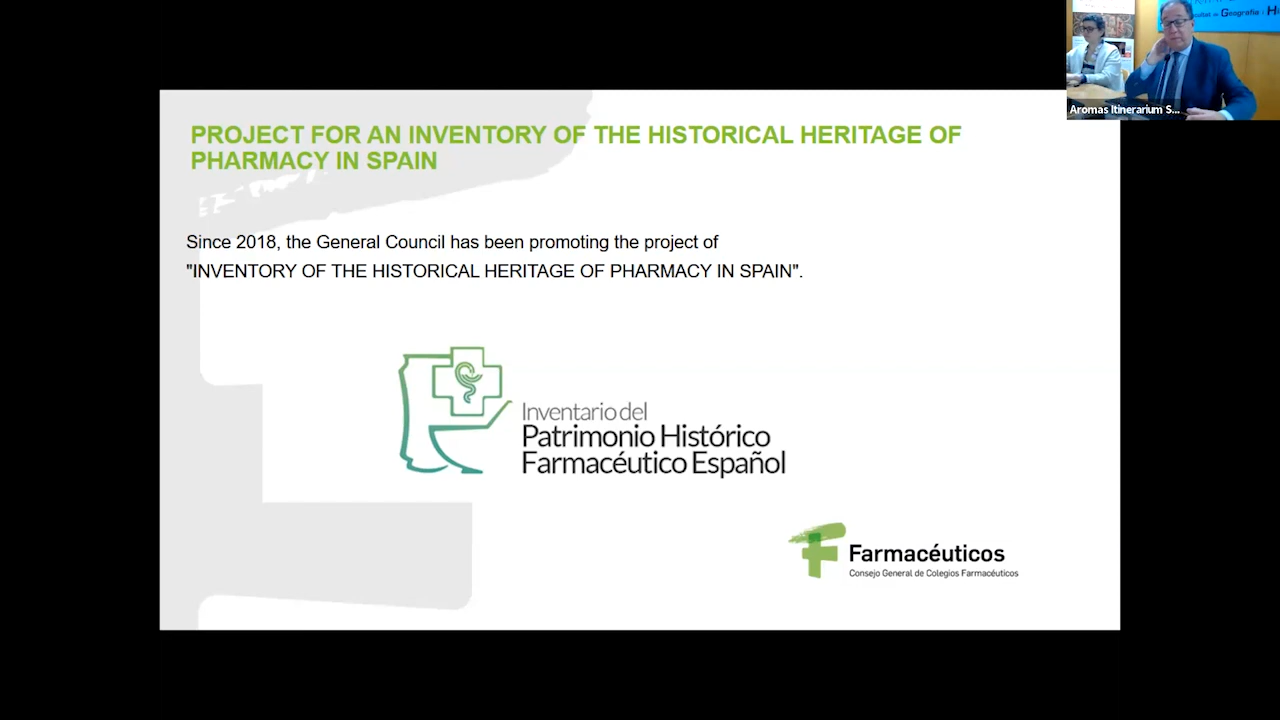 Geografia i
Aromas Itinerarium S...
PROJECT FOR AN INVENTORY OF THE HISTORICAL HERITAGE OF
PHARMACY IN SPAIN
Since 2018, the General Council has been promoting the project of
"INVENTORY OF THE HISTORICAL HERITAGE OF PHARMACY IN SPAIN".
Inventario del
Patrimonio Histórico
Farmacéutico Español
Farmacéuticos
Consejo General de Colegios Farmacéuticos